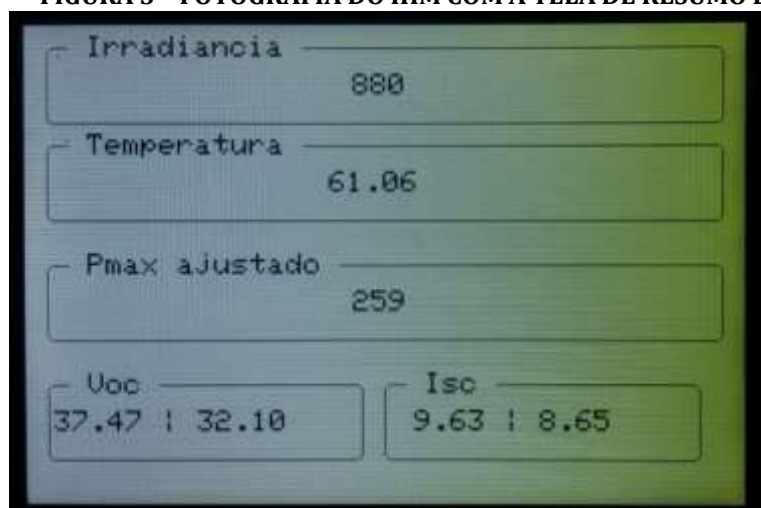 Irradiancia
880
Temperatura
61.06
Pmax ajustado
259
Voc
37.47 | 32.10
Isc
9.63 | 8.65